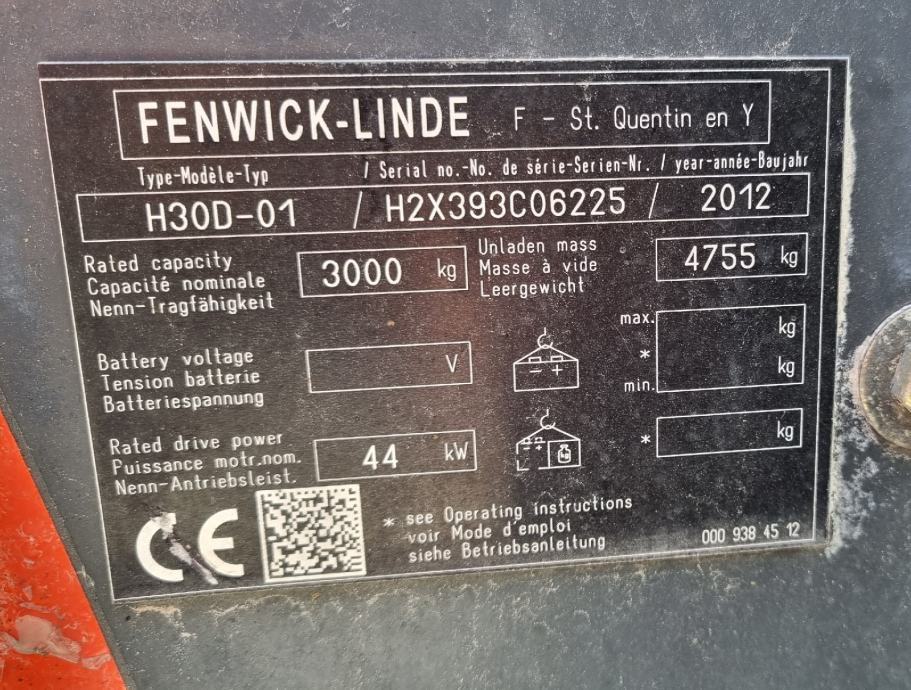 FENWICK-LINDE F - St. Quentin en Y
Type-Modèle-Typ / Serial no.-No. de série-Serien-Nr. / year-année-Baujahr
H30D-01 / H2X393C06225 / 2012
Rated capacity
Capacité nominale
Nenn-Tragfähigkeit
3000 kg
Unladen mass
Masse à vide
Leergewicht
4755 kg
Battery voltage
Tension batterie
Batteriespannung
V
- +
max. kg
*
min. kg
Rated drive power
Puissance motr.nom.
Nenn-Antriebsleist.
44 kW
- + kg
* kg
CE
* see Operating instructions
voir Mode d'emploi
siehe Betriebsanleitung
000 938 45 12